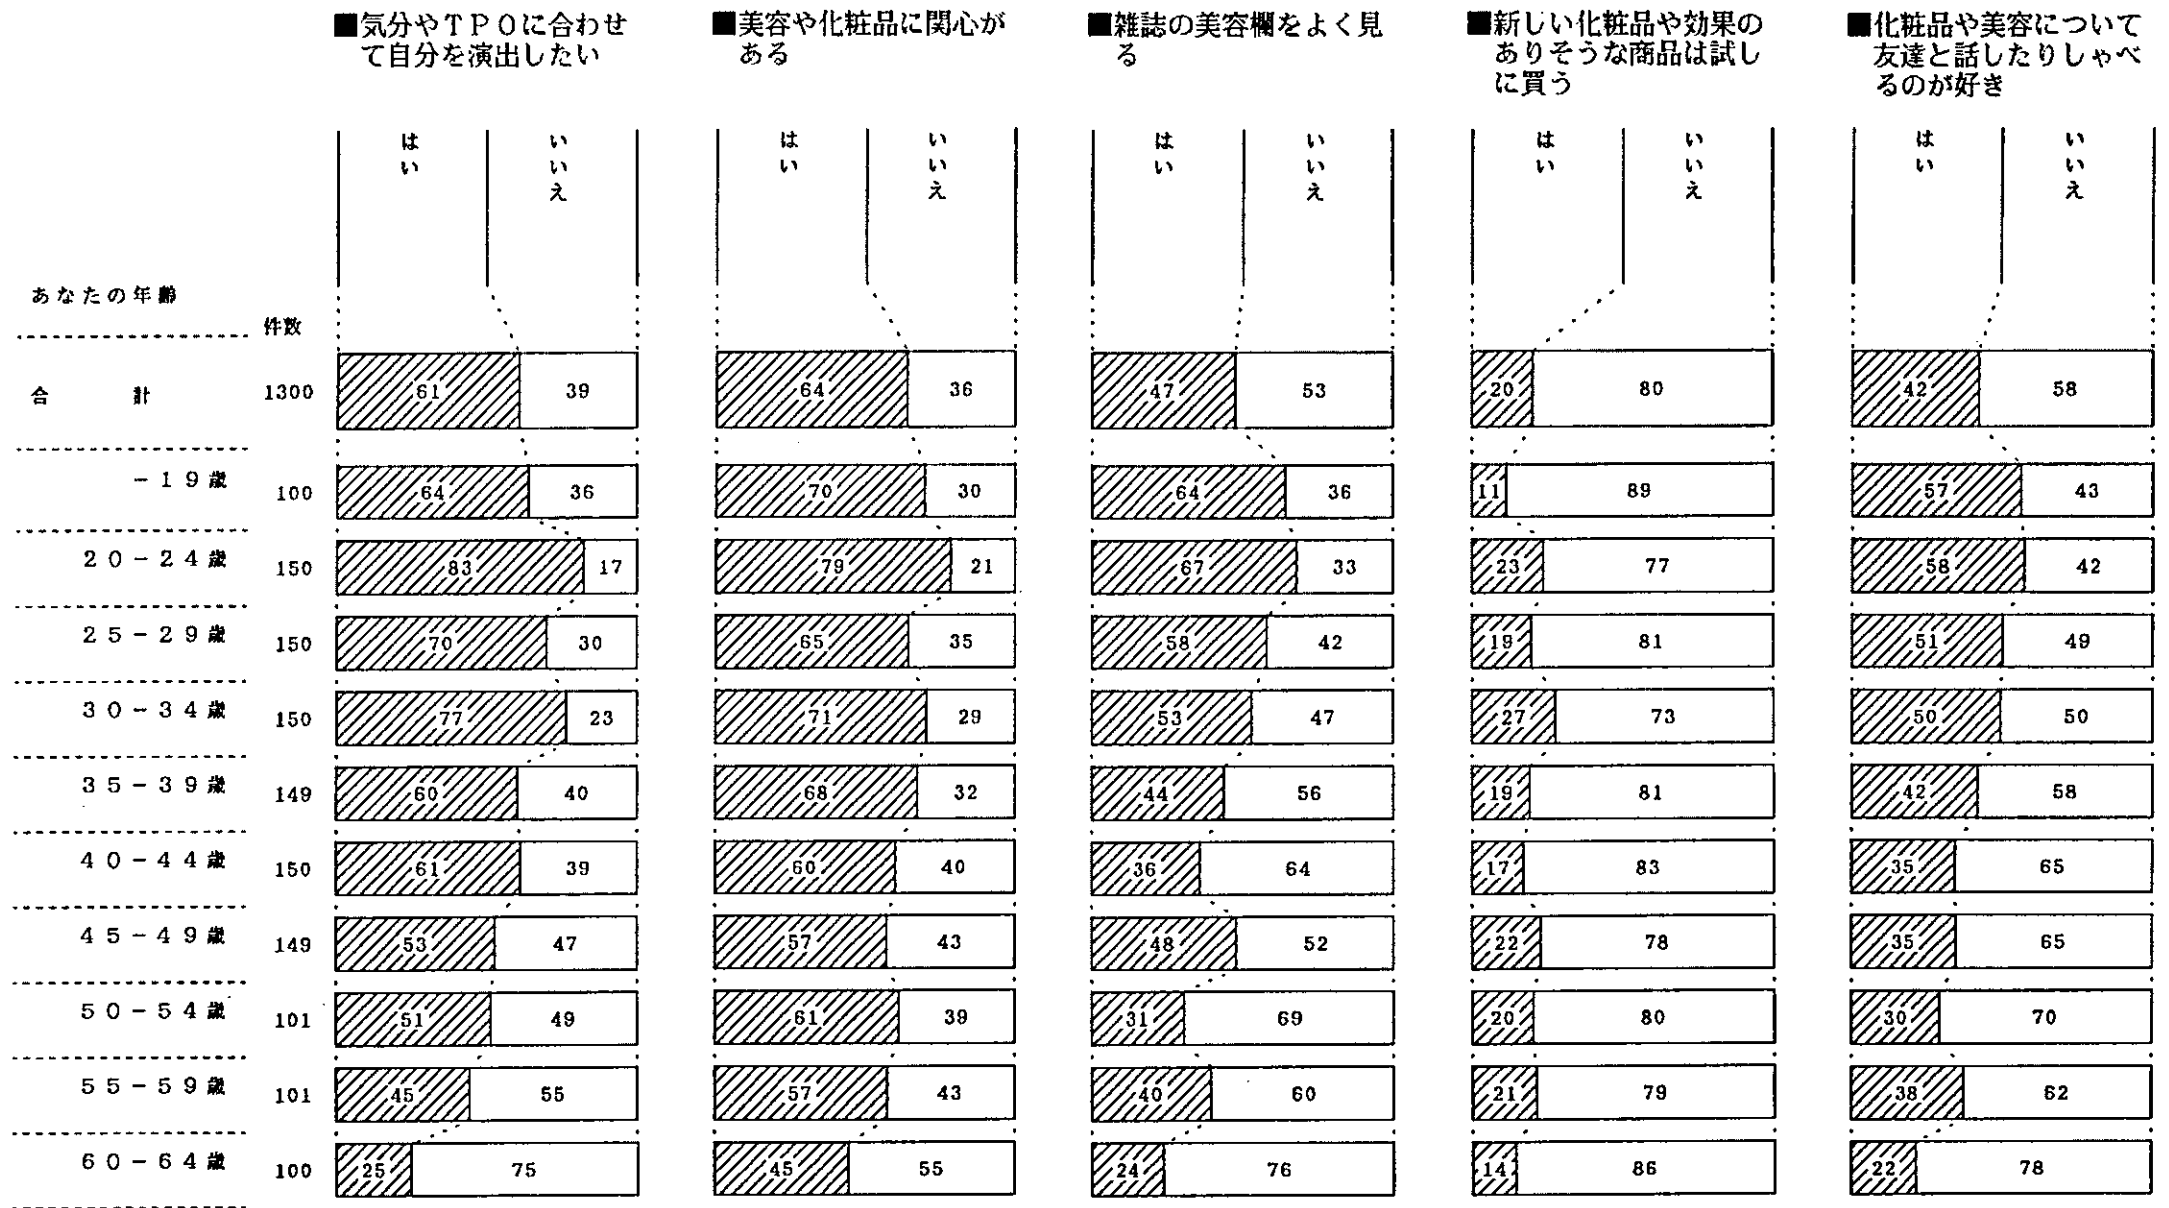 ■気分やＴＰＯに合わせ
て自分を演出したい
■美容や化粧品に関心が
ある
■雑誌の美容欄をよく見
る
■新しい化粧品や効果の
ありそうな商品は試し
に買う
■化粧品や美容について
友達と話したりしゃべ
るのが好き
はい いいえ はい いいえ はい いいえ はい いいえ はい いいえ
あなたの年齢
件数
合計 1300 61 39 64 36 47 53 20 80 42 58
－１９歳 100 64 36 70 30 64 36 11 89 57 43
２０－２４歳 150 83 17 79 21 67 33 23 77 58 42
２５－２９歳 150 70 30 65 35 58 42 19 81 51 49
３０－３４歳 150 77 23 71 29 53 47 27 73 50 50
３５－３９歳 149 60 40 68 32 44 56 19 81 42 58
４０－４４歳 150 61 39 60 40 36 64 17 83 35 65
４５－４９歳 149 53 47 57 43 48 52 22 78 35 65
５０－５４歳 101 51 49 61 39 31 69 20 80 30 70
５５－５９歳 101 45 55 57 43 40 60 21 79 38 62
６０－６４歳 100 25 75 45 55 24 76 14 86 22 78